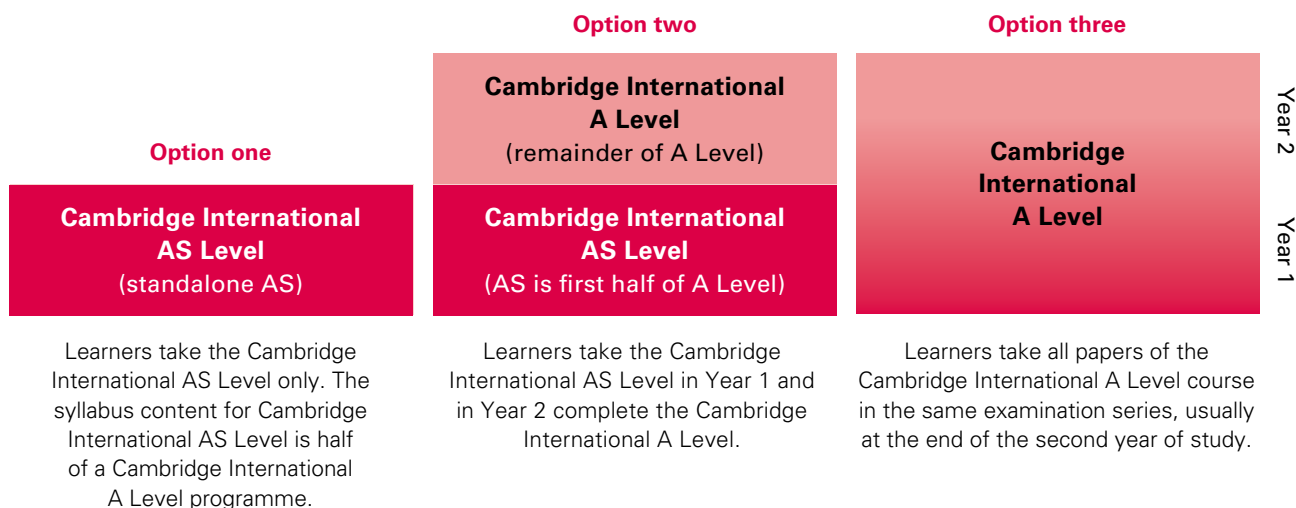 Option one
Cambridge International
AS Level
(standalone AS)
Learners take the Cambridge
International AS Level only. The
syllabus content for Cambridge
International AS Level is half
of a Cambridge International
A Level programme.
Option two
Cambridge International
A Level
(remainder of A Level)
Cambridge International
AS Level
(AS is first half of A Level)
Learners take the Cambridge
International AS Level in Year 1 and
in Year 2 complete the Cambridge
International A Level.
Option three
Cambridge
International
A Level
Learners take all papers of the
Cambridge International A Level course
in the same examination series, usually
at the end of the second year of study.
Year 2
Year 1